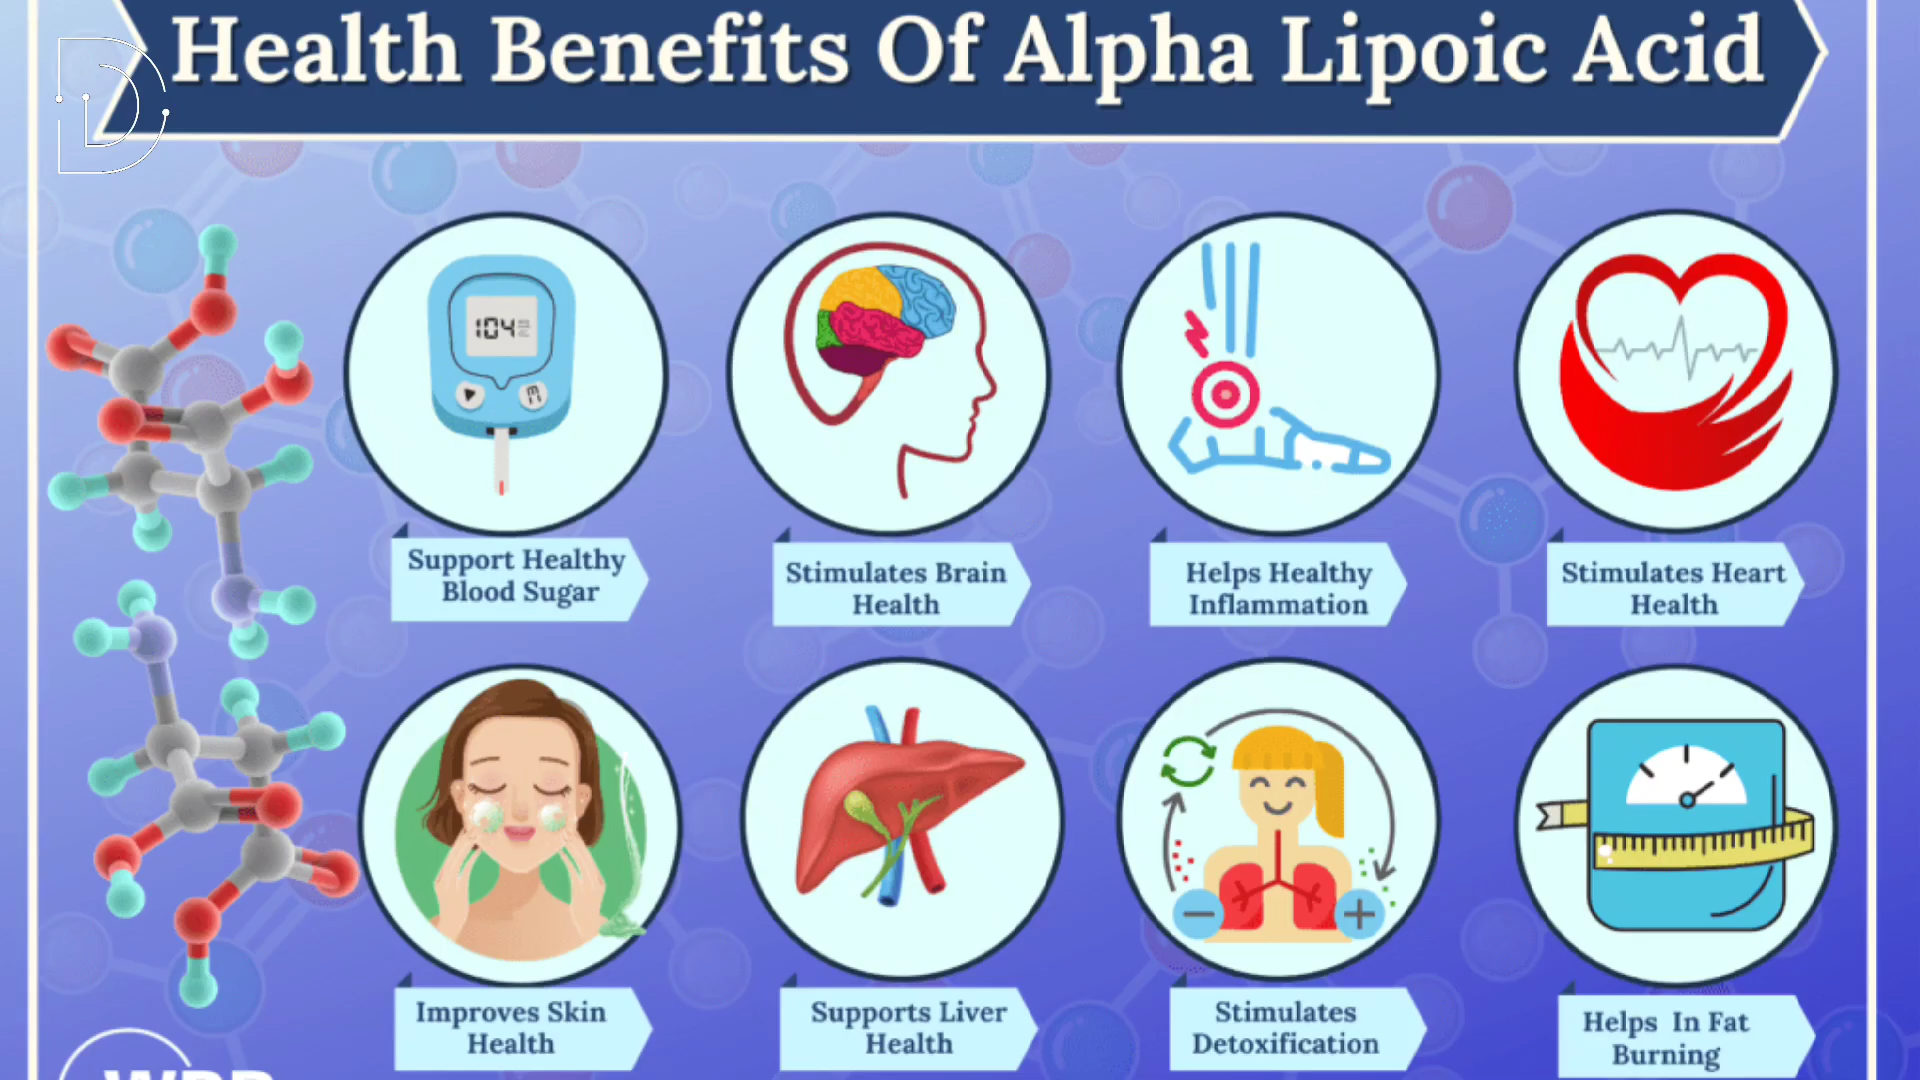 Health Benefits Of Alpha Lipoic Acid
104
Support Healthy
Blood Sugar
Stimulates Brain
Health
Helps Healthy
Inflammation
Stimulates Heart
Health
Improves Skin
Health
Supports Liver
Health
Stimulates
Detoxification
Helps In Fat
Burning